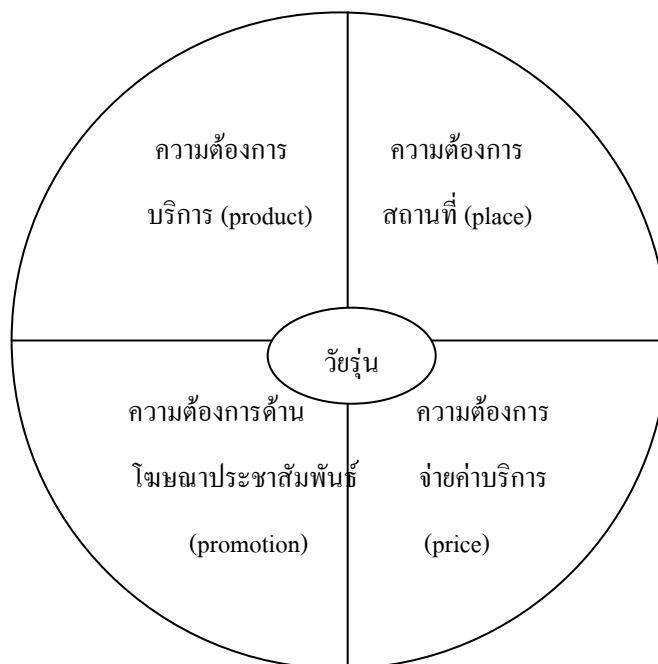 ความต้องการ
บริการ (product)
ความต้องการ
สถานที่ (place)
วัยรุ่น
ความต้องการด้าน
โฆษณาประชาสัมพันธ์
(promotion)
ความต้องการ
จ่ายค่าบริการ
(price)